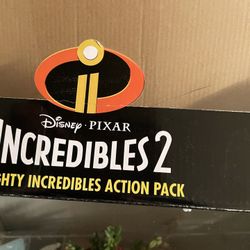 Disney · PIXAR
INCREDIBLES 2
GHTY INCREDIBLES ACTION PACK